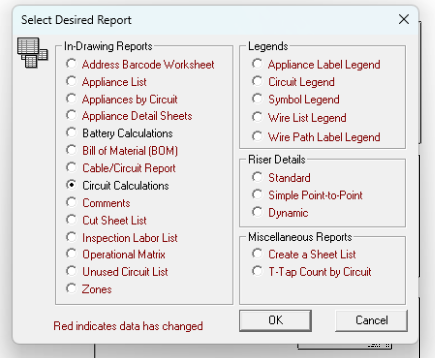 Select Desired Report
In-Drawing Reports
Address Barcode Worksheet
Appliance List
Appliances by Circuit
Appliance Detail Sheets
Battery Calculations
Bill of Material (BOM)
Cable/Circuit Report
Circuit Calculations
Comments
Cut Sheet List
Inspection Labor List
Operational Matrix
Unused Circuit List
Zones
Red indicates data has changed
Legends
Appliance Label Legend
Circuit Legend
Symbol Legend
Wire List Legend
Wire Path Label Legend
Riser Details
Standard
Simple Point-to-Point
Dynamic
Miscellaneous Reports
Create a Sheet List
T-Tap Count by Circuit
OK
Cancel